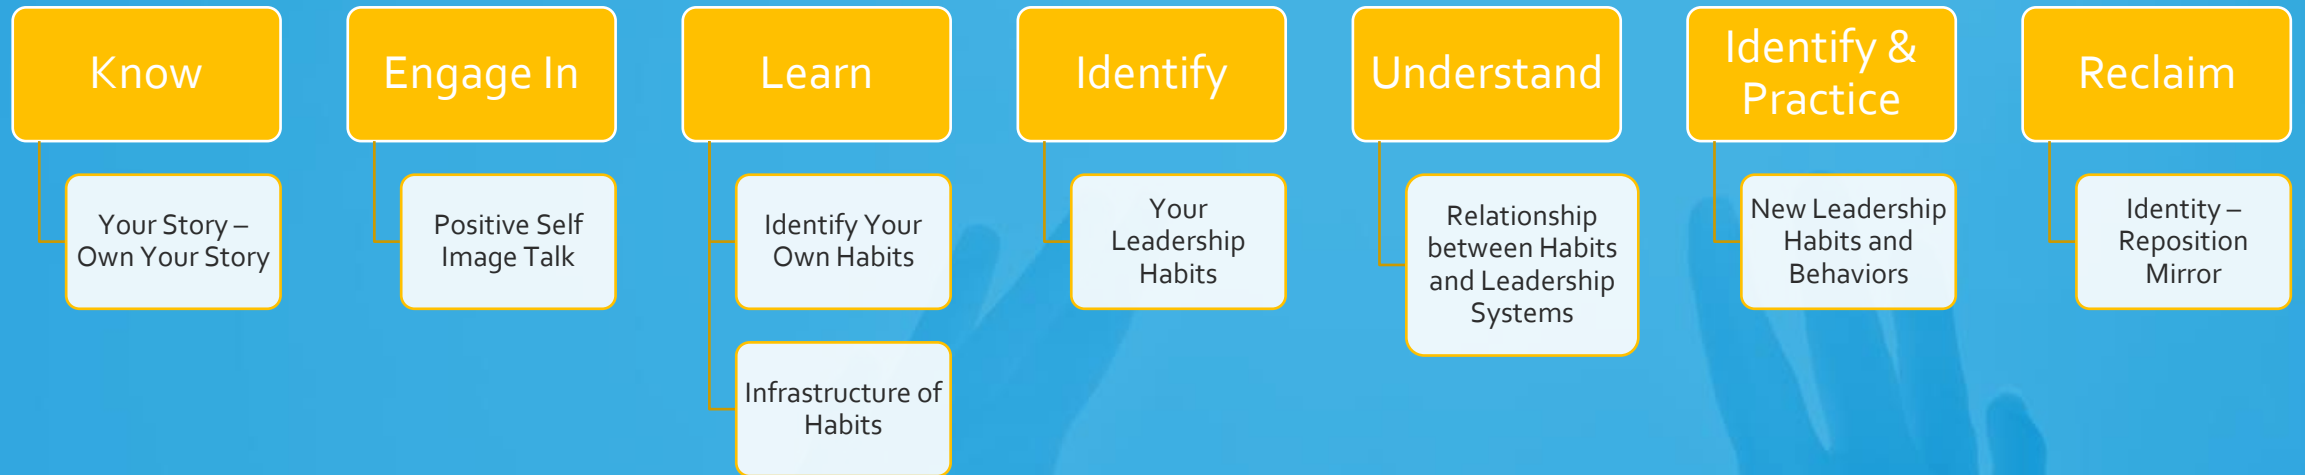 Know
Your Story –
Own Your Story
Engage In
Positive Self
Image Talk
Learn
Identify Your
Own Habits
Infrastructure of
Habits
Identify
Your
Leadership
Habits
Understand
Relationship
between Habits
and Leadership
Systems
Identify &
Practice
New Leadership
Habits and
Behaviors
Reclaim
Identity –
Reposition
Mirror